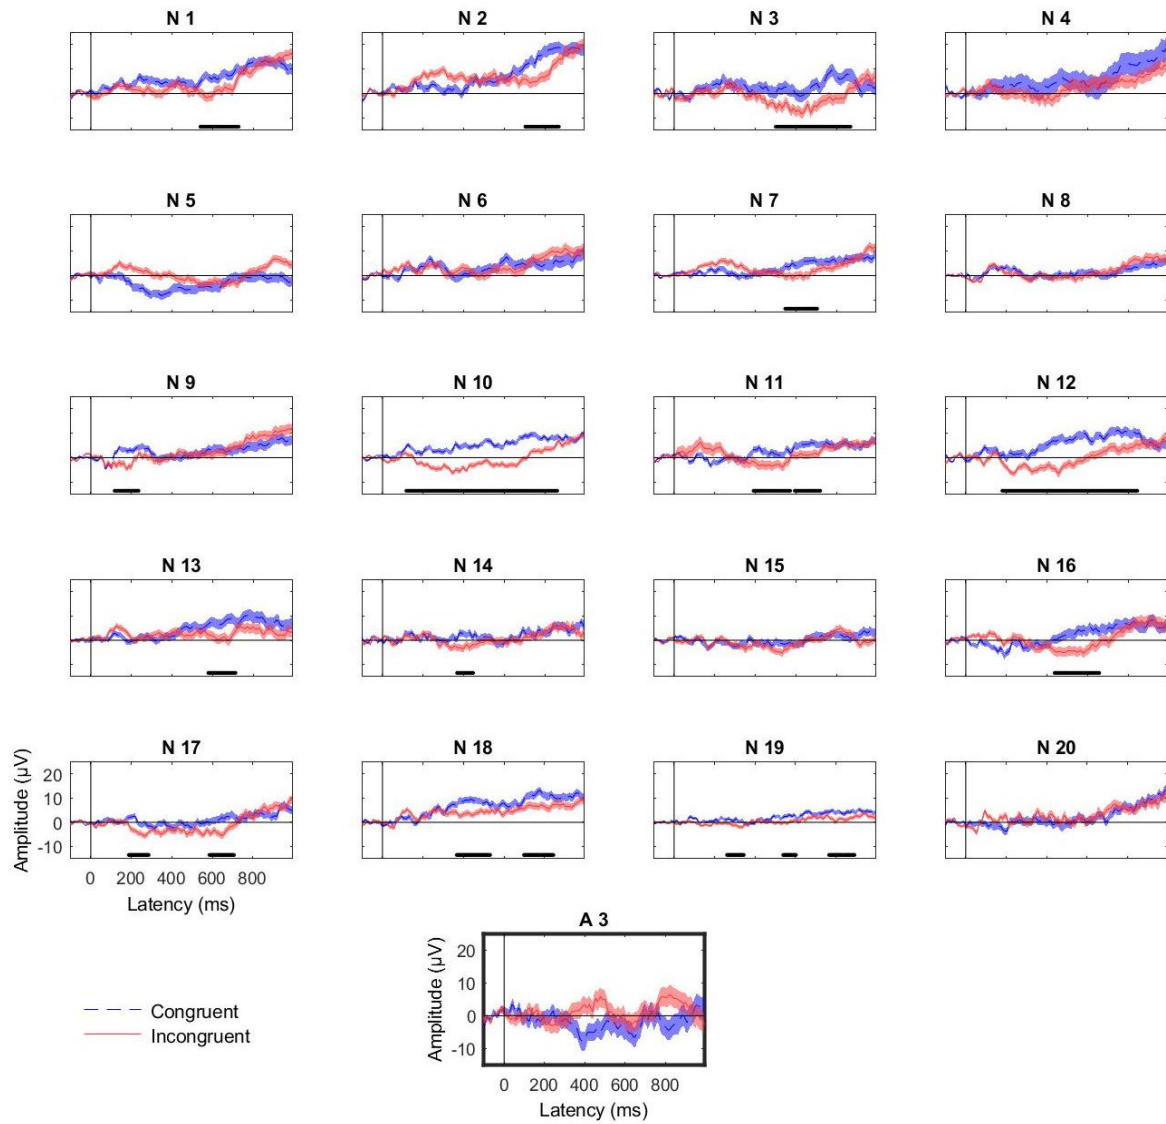 N 1
N 2
N 3
N 4
N 5
N 6
N 7
N 8
N 9
N 10
N 11
N 12
N 13
N 14
N 15
N 16
N 17
N 18
N 19
N 20
Amplitude (µV)
20
10
0
-10
0 200 400 600 800
Latency (ms)
A 3
Amplitude (µV)
20
10
0
-10
0 200 400 600 800
Latency (ms)
Congruent
Incongruent